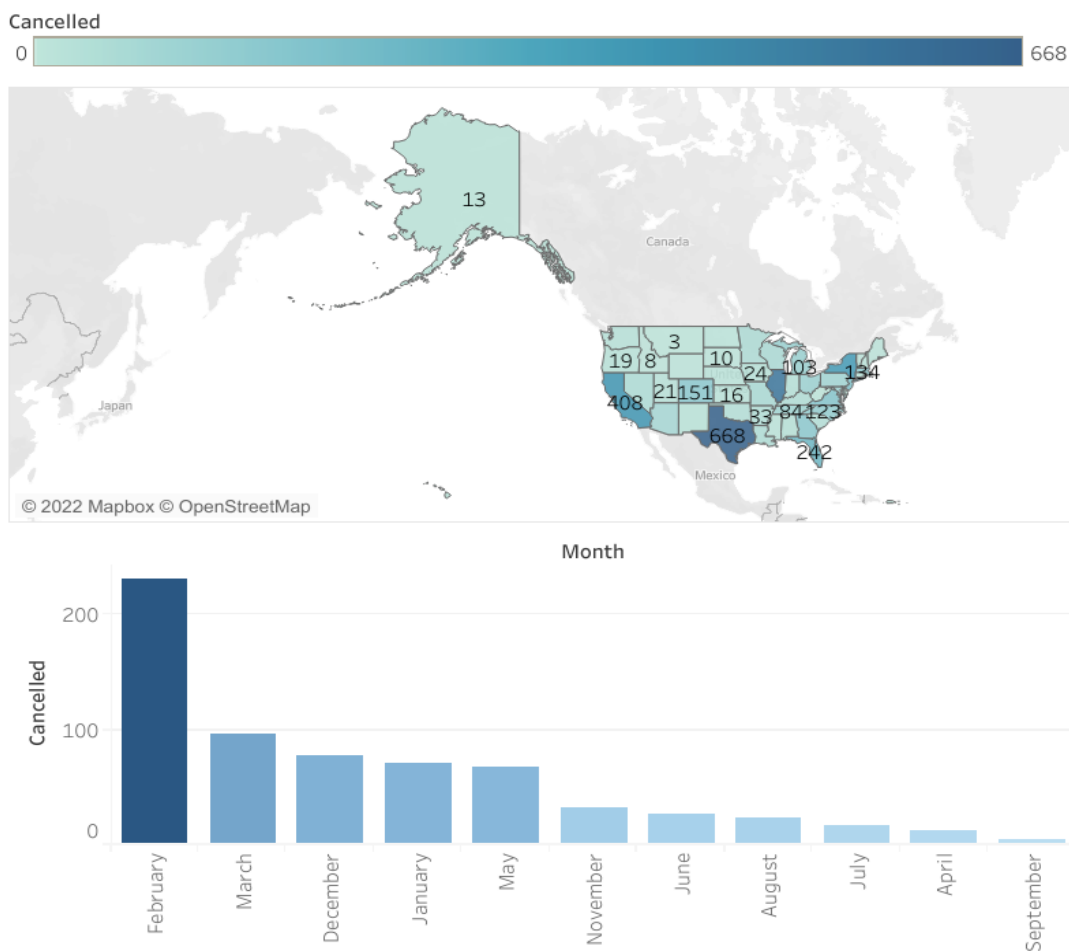 Cancelled
0 668
13
Canada
3
19 8 10 103 134
24
408 21 151 16
33 84 123
668
242
Japan
Mexico
© 2022 Mapbox © OpenStreetMap
Month
Cancelled
200
100
0
February
March
December
January
May
November
June
August
July
April
September